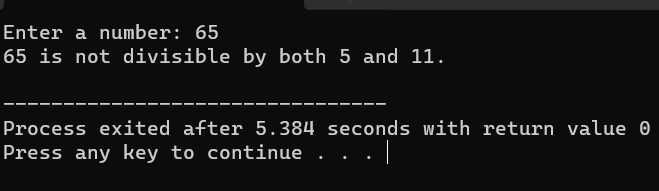 Enter a number: 65
65 is not divisible by both 5 and 11.
--------------------------------
Process exited after 5.384 seconds with return value 0
Press any key to continue . . .